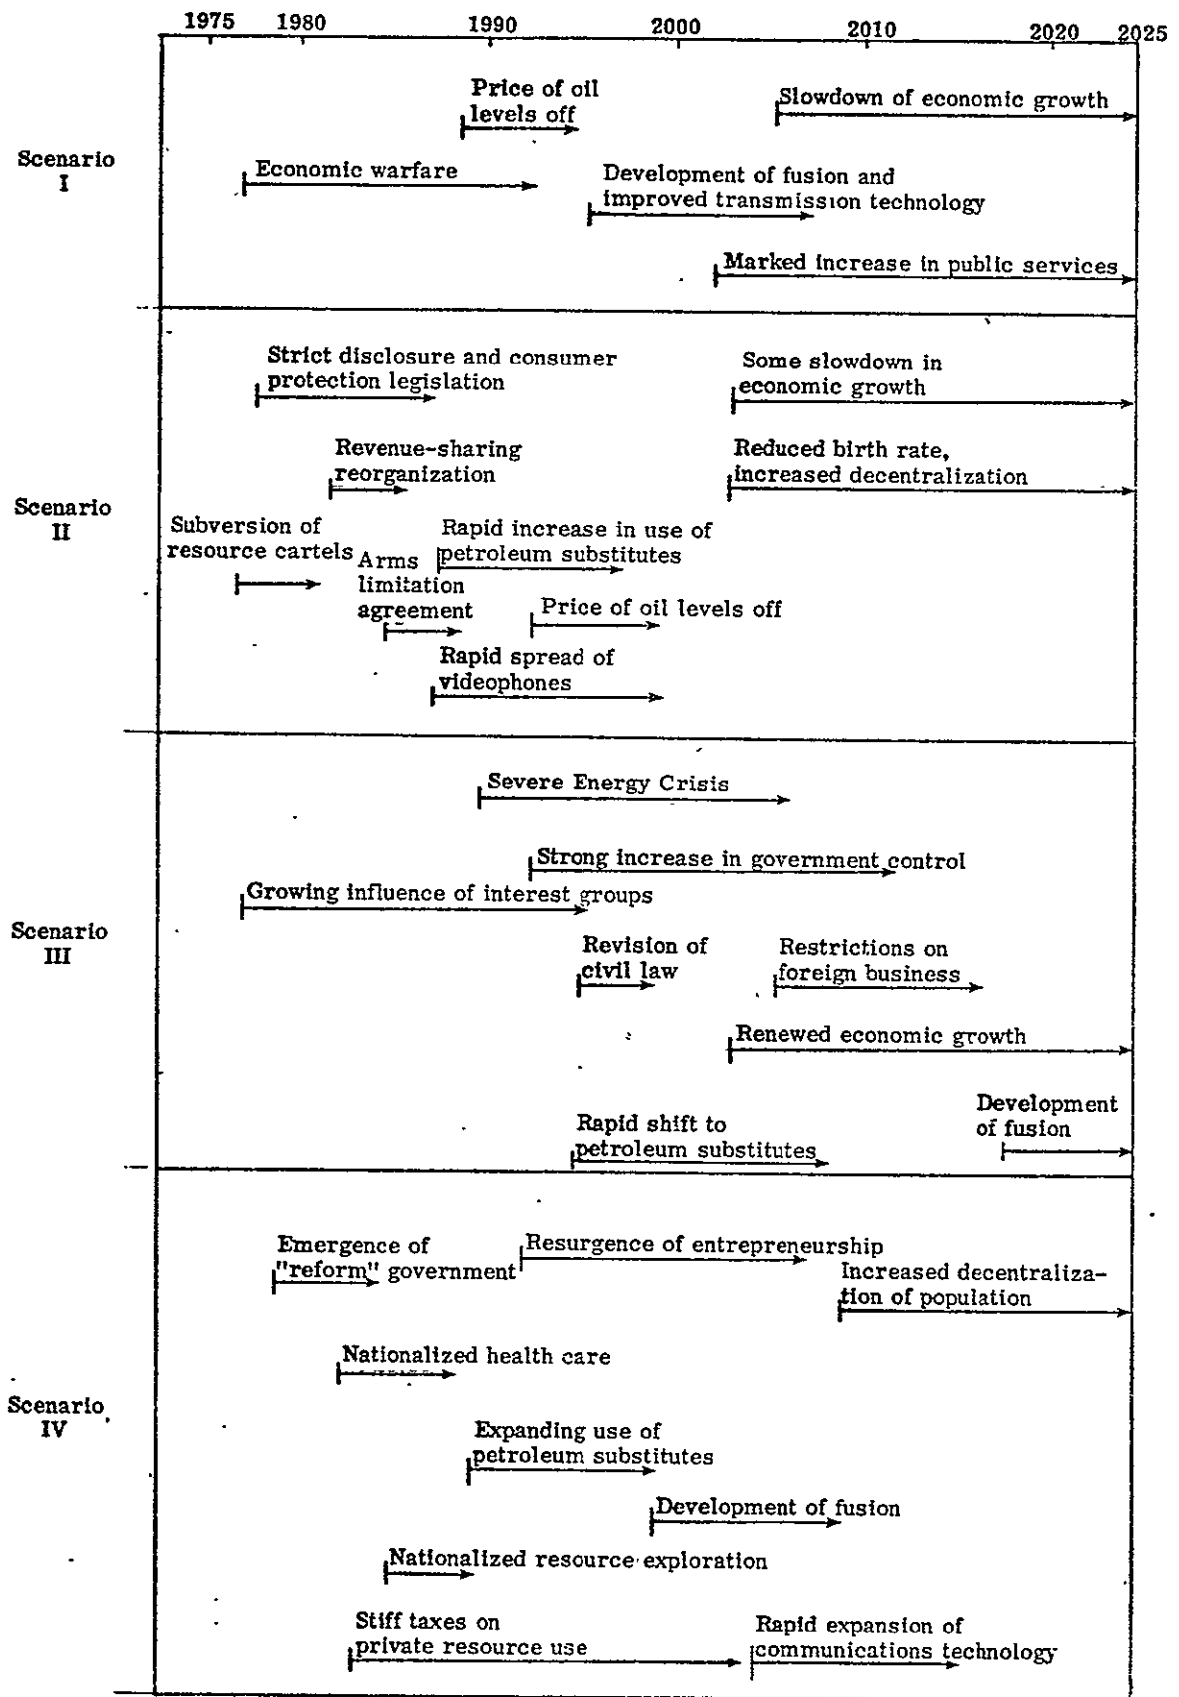 1975 1980 1990 2000 2010 2020 2025
Scenario
I
Price of oil
levels off
Slowdown of economic growth
Economic warfare
Development of fusion and
improved transmission technology
Marked increase in public services
Scenario
II
Strict disclosure and consumer
protection legislation
Some slowdown in
economic growth
Revenue-sharing
reorganization
Reduced birth rate,
increased decentralization
Subversion of
resource cartels
Arms
limitation
agreement
Rapid increase in use of
petroleum substitutes
Price of oil levels off
Rapid spread of
videophones
Scenario
III
Severe Energy Crisis
Strong increase in government control
Growing influence of interest groups
Revision of
civil law
Restrictions on
foreign business
Renewed economic growth
Development
of fusion
Rapid shift to
petroleum substitutes
Scenario
IV
Emergence of
"reform" government
Resurgence of entrepreneurship
Increased decentraliza-
tion of population
Nationalized health care
Expanding use of
petroleum substitutes
Development of fusion
Nationalized resource exploration
Stiff taxes on
private resource use
Rapid expansion of
communications technology